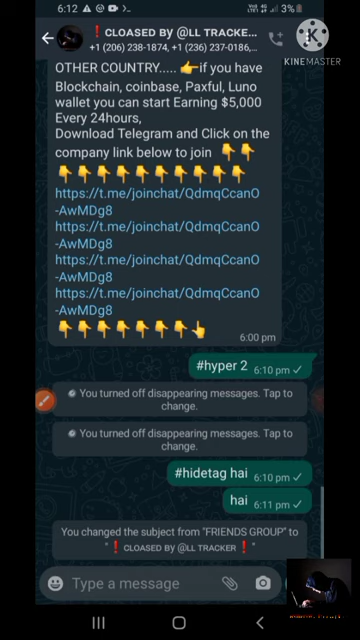 6:12
3%
❗CLOASED BY @LL TRACKER
+1 (206) 238-1874, +1 (236) 237-0186,...
KINEMASTER
OTHER COUNTRY..... 👉if you have
Blockchain, coinbase, Paxful, Luno
wallet you can start Earning $5,000
Every 24hours,
Download Telegram and Click on the
company link below to join 👇👇
👇👇👇👇👇👇👇👇👇👇
https://t.me/joinchat/QdmqCcanO
-AwMDg8
https://t.me/joinchat/QdmqCcanO
-AwMDg8
https://t.me/joinchat/QdmqCcanO
-AwMDg8
https://t.me/joinchat/QdmqCcanO
-AwMDg8
👇👇👇👇👇👇👇👆
6:00 pm
#hyper 2 6:10 pm
You turned off disappearing messages. Tap to
change.
You turned off disappearing messages. Tap to
change.
#hidetag hai 6:10 pm
hai 6:11 pm
You changed the subject from "FRIENDS GROUP" to
"❗CLOASED BY @LL TRACKER❗"
Type a message